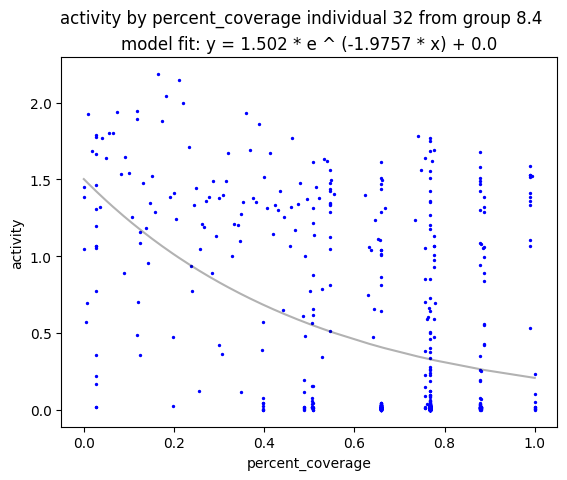 activity by percent_coverage individual 32 from group 8.4
model fit: y = 1.502 * e ^ (-1.9757 * x) + 0.0
2.0
1.5
1.0
0.5
0.0
activity
0.0 0.2 0.4 0.6 0.8 1.0
percent_coverage